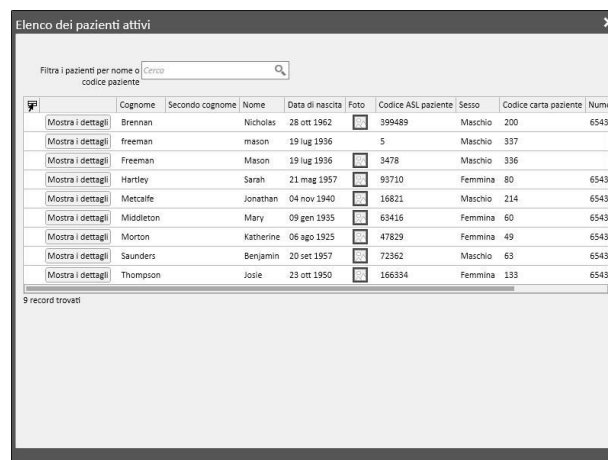 Elenco dei pazienti attivi
Filtra i pazienti per nome o Cerca
codice paziente
Cognome Secondo cognome Nome Data di nascita Foto Codice ASL paziente Sesso Codice carta paziente Nume
Mostra i dettagli Brennan Nicholas 28 ott 1962 399489 Maschio 200 6543
Mostra i dettagli freeman mason 19 lug 1936 5 Maschio 337
Mostra i dettagli Freeman Mason 19 lug 1936 3478 Maschio 336
Mostra i dettagli Hartley Sarah 21 mag 1957 93710 Femmina 80 6543
Mostra i dettagli Metcalfe Jonathan 04 nov 1940 16821 Maschio 214 6543
Mostra i dettagli Middleton Mary 09 gen 1935 63416 Femmina 60 6543
Mostra i dettagli Morton Katherine 06 ago 1925 47829 Femmina 49 6543
Mostra i dettagli Saunders Benjamin 20 set 1957 72362 Maschio 63 6543
Mostra i dettagli Thompson Josie 23 ott 1950 166334 Femmina 133 6543
9 record trovati